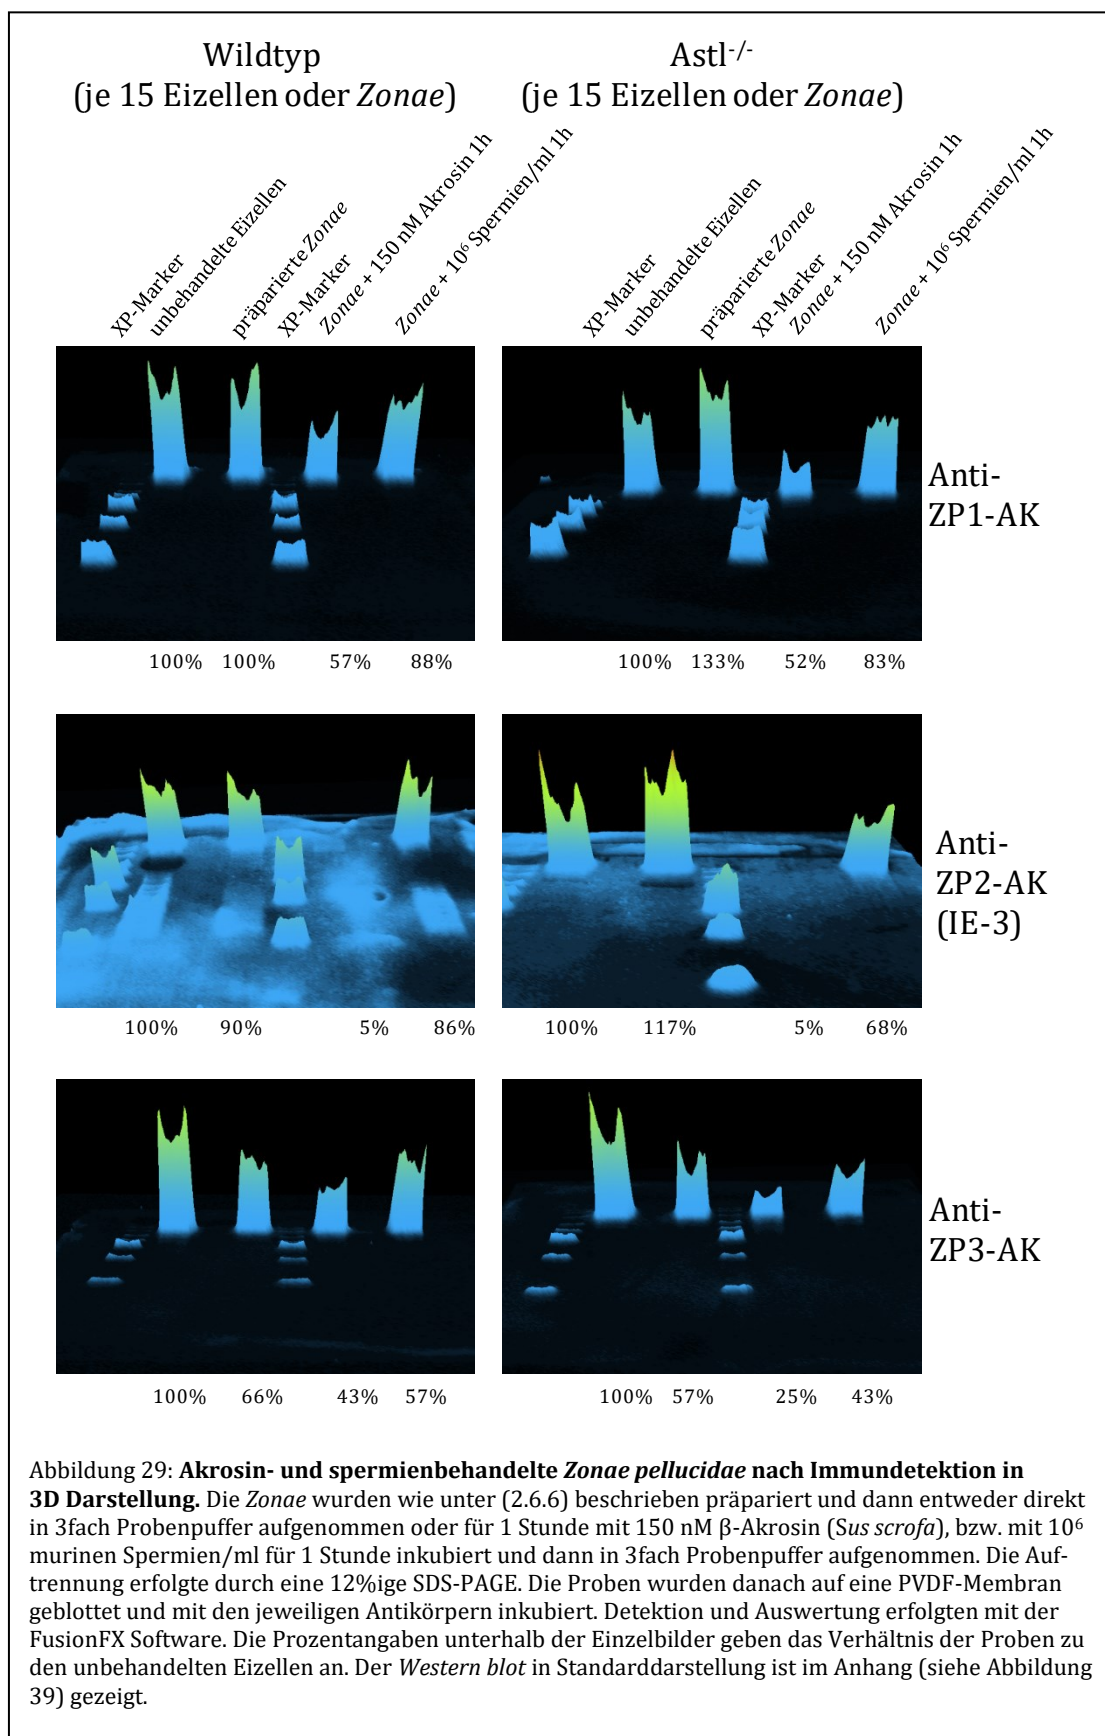 Wildtyp
(je 15 Eizellen oder Zonae)
Astl-/-
(je 15 Eizellen oder Zonae)
XP-Marker
unbehandelte Eizellen
präparierte Zonae
XP-Marker
Zonae + 150 nM Akrosin 1h
Zonae + 10⁶ Spermien/ml 1h
XP-Marker
unbehandelte Eizellen
präparierte Zonae
XP-Marker
Zonae + 150 nM Akrosin 1h
Zonae + 10⁶ Spermien/ml 1h
Anti-
ZP1-AK
100% 100% 57% 88%
100% 133% 52% 83%
Anti-
ZP2-AK
(IE-3)
100% 90% 5% 86%
100% 117% 5% 68%
Anti-
ZP3-AK
100% 66% 43% 57%
100% 57% 25% 43%
Abbildung 29: Akrosin- und spermienbehandelte Zonae pellucidae nach Immundetektion in
3D Darstellung. Die Zonae wurden wie unter (2.6.6) beschrieben präpariert und dann entweder direkt
in 3fach Probenpuffer aufgenommen oder für 1 Stunde mit 150 nM β-Akrosin (Sus scrofa), bzw. mit 10⁶
murinen Spermien/ml für 1 Stunde inkubiert und dann in 3fach Probenpuffer aufgenommen. Die Auf-
trennung erfolgte durch eine 12%ige SDS-PAGE. Die Proben wurden danach auf eine PVDF-Membran
geblottet und mit den jeweiligen Antikörpern inkubiert. Detektion und Auswertung erfolgten mit der
FusionFX Software. Die Prozentangaben unterhalb der Einzelbilder geben das Verhältnis der Proben zu
den unbehandelten Eizellen an. Der Western blot in Standarddarstellung ist im Anhang (siehe Abbildung
39) gezeigt.